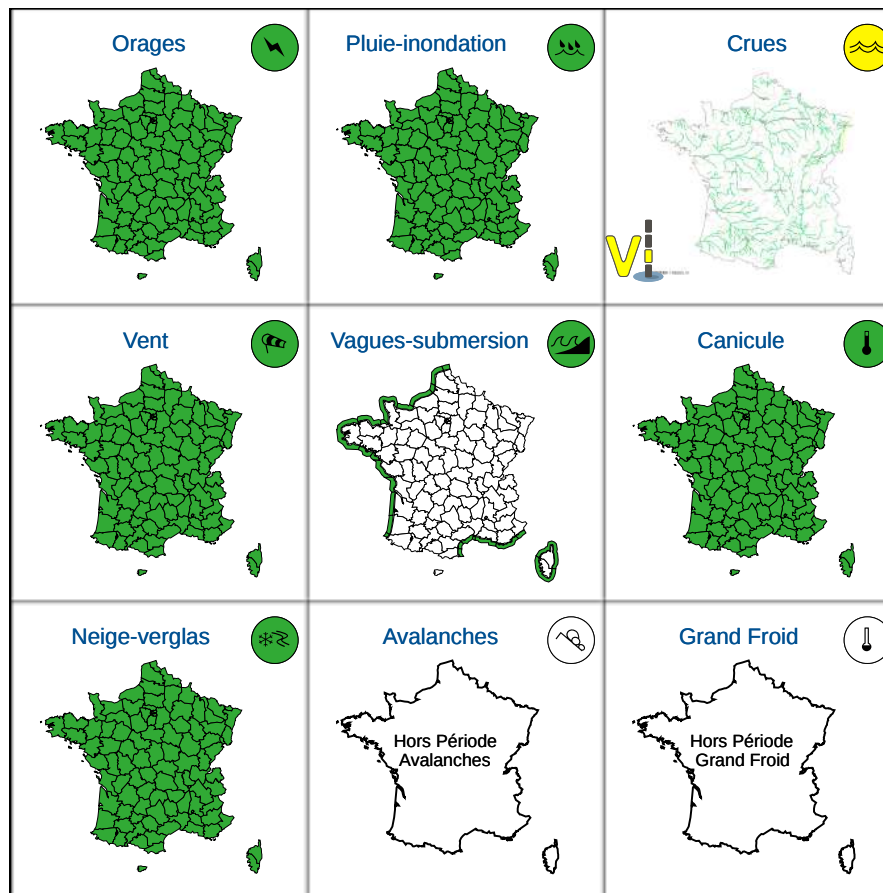 Orages
Pluie-inondation
Crues
Vent
Vagues-submersion
Canicule
Neige-verglas
Avalanches
Grand Froid
Hors Période
Avalanches
Hors Période
Grand Froid